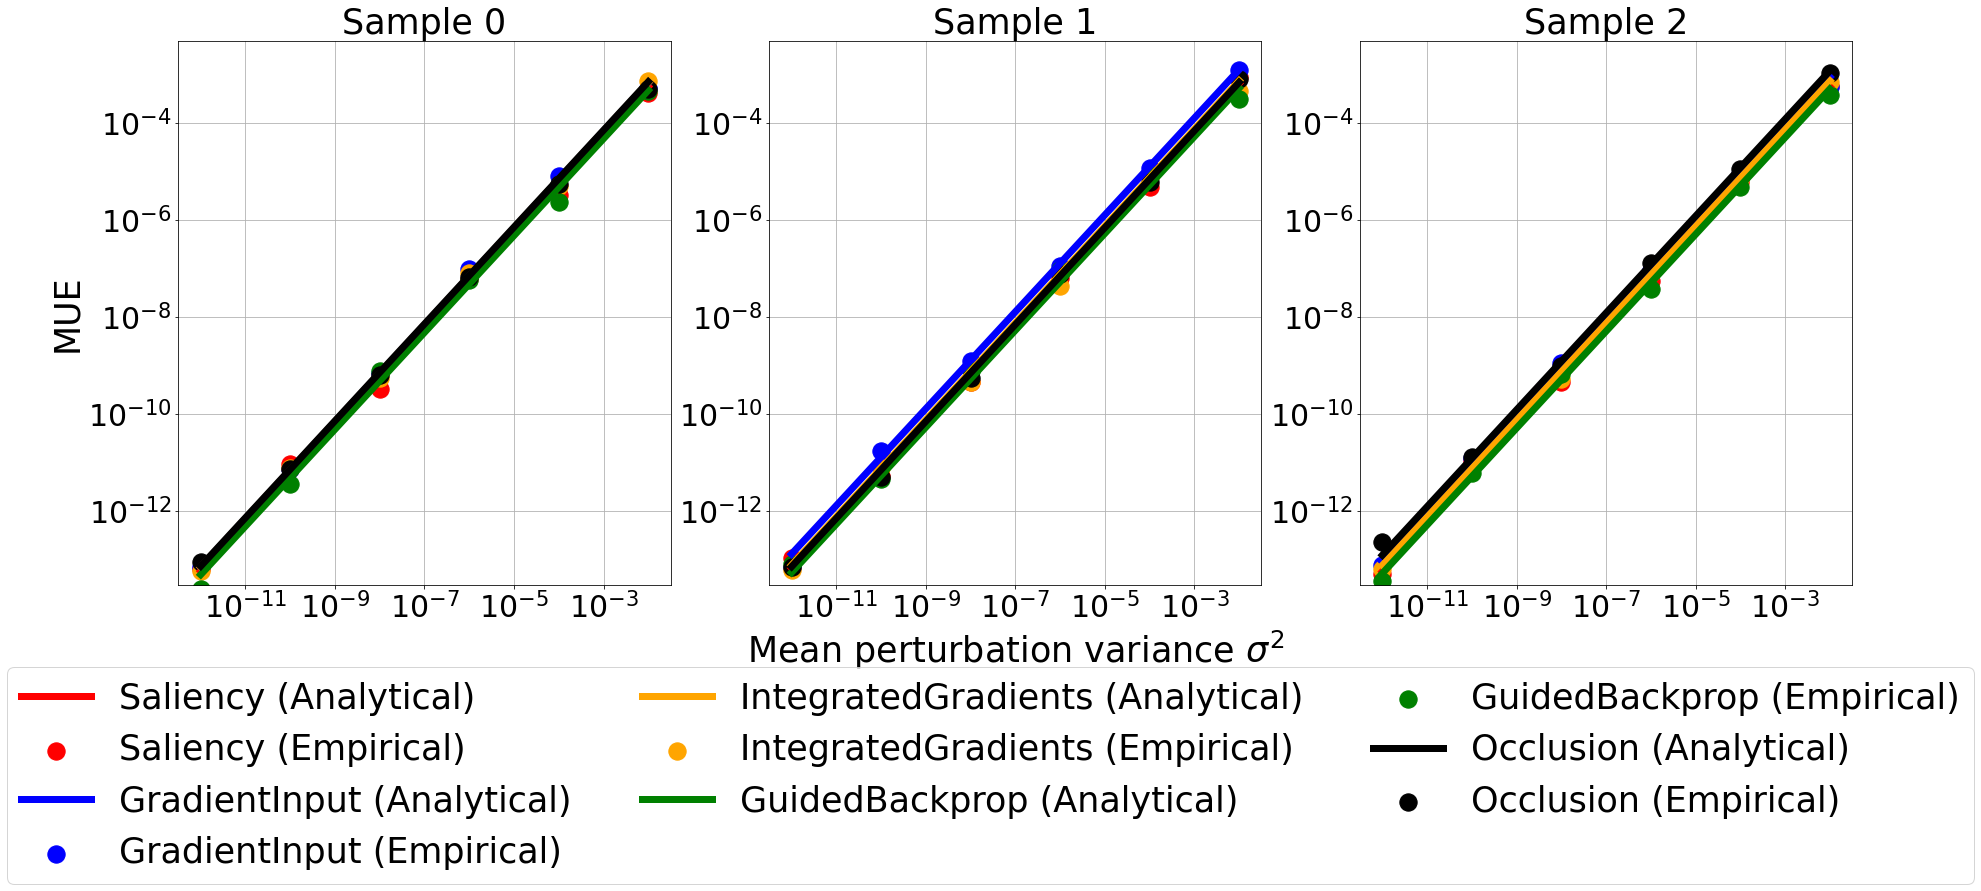 Sample 0
Sample 1
Sample 2
MUE
10⁻⁴
10⁻⁶
10⁻⁸
10⁻¹⁰
10⁻¹²
10⁻¹¹ 10⁻⁹ 10⁻⁷ 10⁻⁵ 10⁻³
10⁻⁴
10⁻⁶
10⁻⁸
10⁻¹⁰
10⁻¹²
10⁻¹¹ 10⁻⁹ 10⁻⁷ 10⁻⁵ 10⁻³
10⁻⁴
10⁻⁶
10⁻⁸
10⁻¹⁰
10⁻¹²
10⁻¹¹ 10⁻⁹ 10⁻⁷ 10⁻⁵ 10⁻³
Mean perturbation variance σ²
Saliency (Analytical)
Saliency (Empirical)
GradientInput (Analytical)
GradientInput (Empirical)
IntegratedGradients (Analytical)
IntegratedGradients (Empirical)
GuidedBackprop (Analytical)
GuidedBackprop (Empirical)
Occlusion (Analytical)
Occlusion (Empirical)